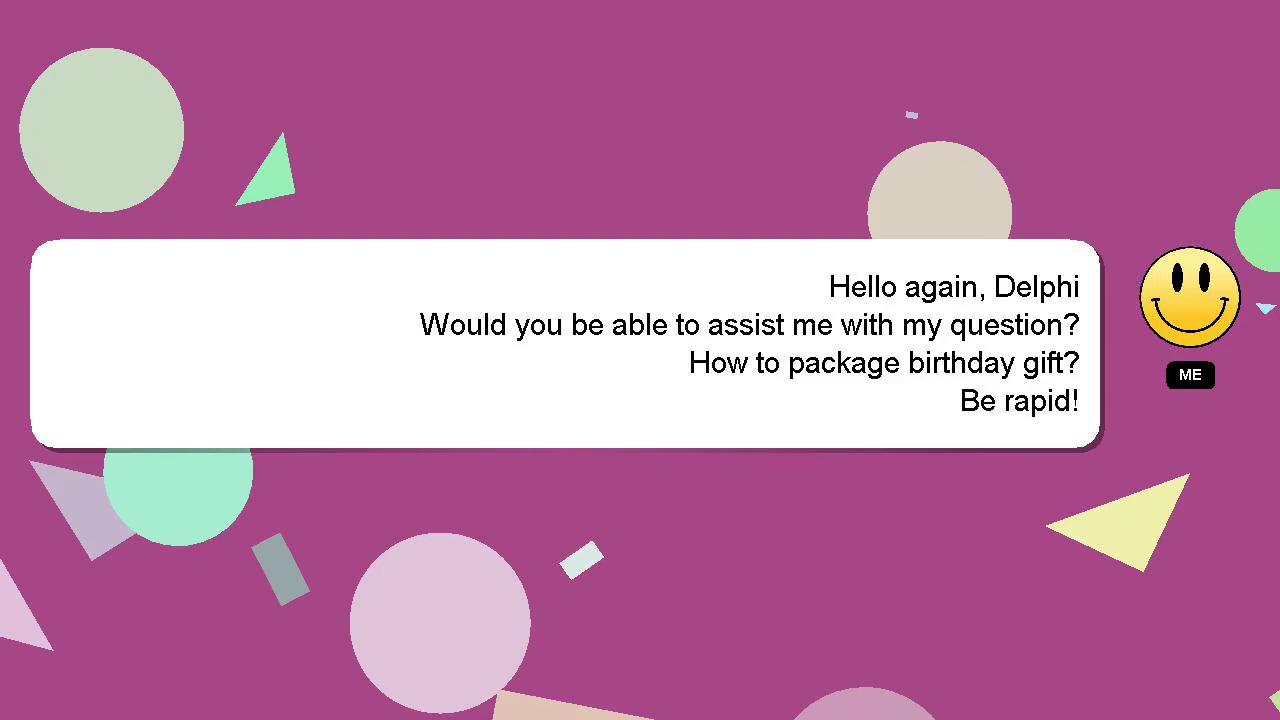 Hello again, Delphi
Would you be able to assist me with my question?
How to package birthday gift?
Be rapid!
ME